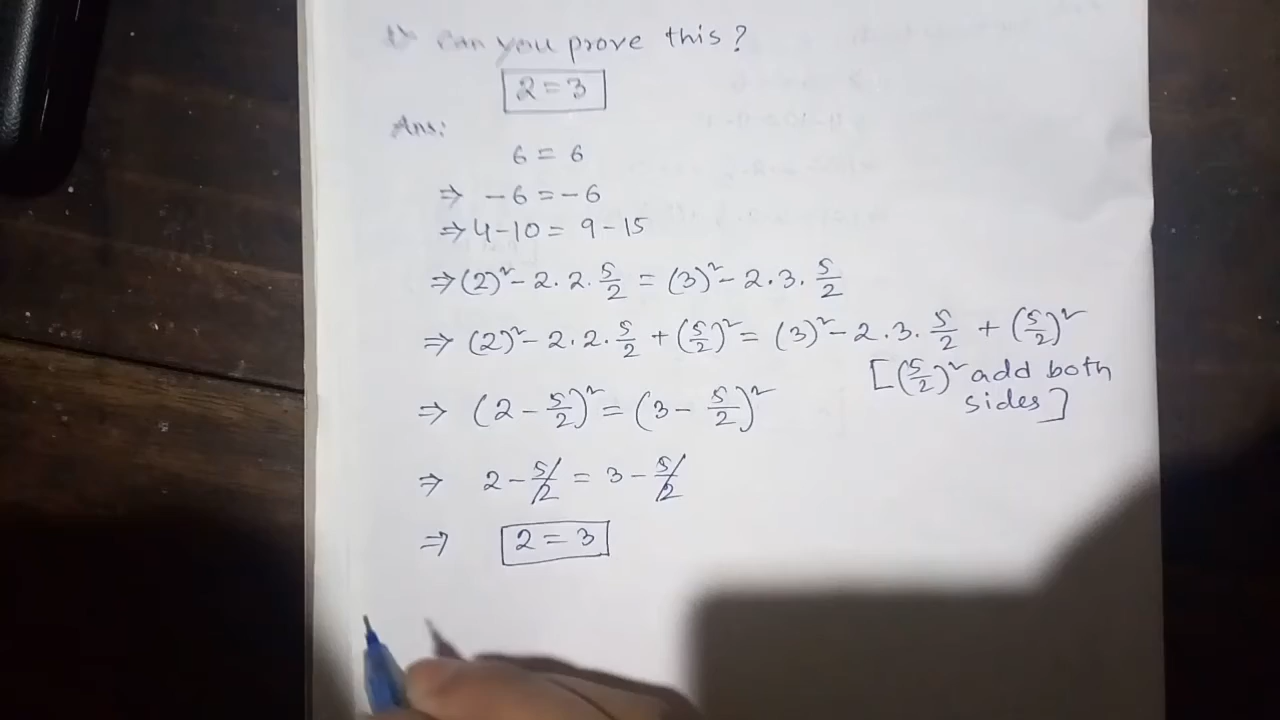 1) Can you prove this?
2 = 3
Ans:
6 = 6
⇒ -6 = -6
⇒ 4-10 = 9-15
⇒ (2)² - 2.2.5/2 = (3)² - 2.3.5/2
⇒ (2)² - 2.2.5/2 + (5/2)² = (3)² - 2.3.5/2 + (5/2)²
[(5/2)² add both
sides]
⇒ (2 - 5/2)² = (3 - 5/2)²
⇒ 2 - 5/2 = 3 - 5/2
⇒ 2 = 3